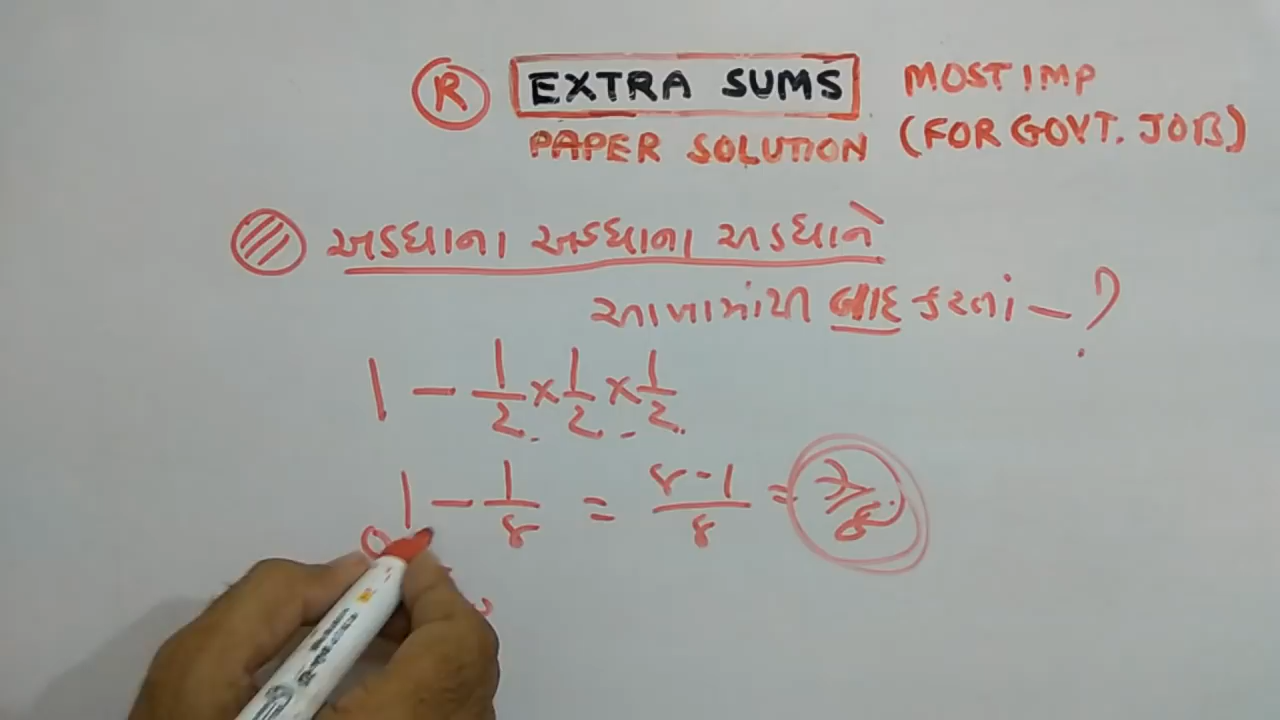 R EXTRA SUMS MOST IMP
PAPER SOLUTION (FOR GOVT. JOB)
અડધાના અડધાના અડધાને
આખામાંથી બાદ કરતાં - ?
1 - 1/2 × 1/2 × 1/2
1 - 1/8 = 8-1/8 = 7/8